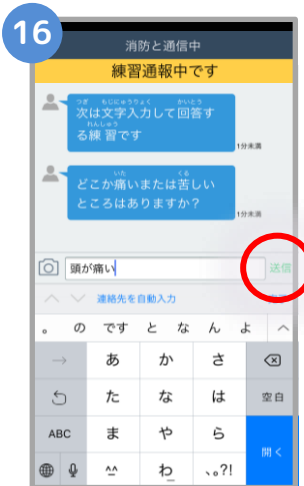 16
消防と通信中
練習通報中です
つぎ もじにゅうりょく かいとう
次は文字入力して回答す
れんしゅう
る練習です
1分未満
いた くる
どこか痛いまたは苦しい
ところはありますか？
1分未満
頭が痛い 送信
連絡先を自動入力
。 の です と な ん よ
→ あ か さ
た な は 空白
ABC ま や ら
^^ わ 、。?! 開く